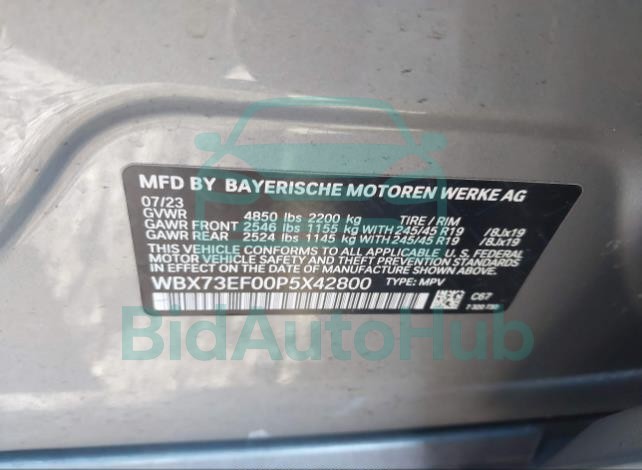 MFD BY BAYERISCHE MOTOREN WERKE AG
07/23
GVWR 4850 lbs 2200 kg TIRE / RIM
GAWR FRONT 2546 lbs 1155 kg WITH 245/45 R19 /8Jx19
GAWR REAR 2524 lbs 1145 kg WITH 245/45 R19 /8Jx19
THIS VEHICLE CONFORMS TO ALL APPLICABLE U.S. FEDERAL
MOTOR VEHICLE SAFETY, BUMPER, AND THEFT PREVENTION STANDARDS
IN EFFECT ON THE DATE OF MANUFACTURE SHOWN ABOVE.
WBX73EF00P5X42800 TYPE: MPV
C67
BidAutoHub